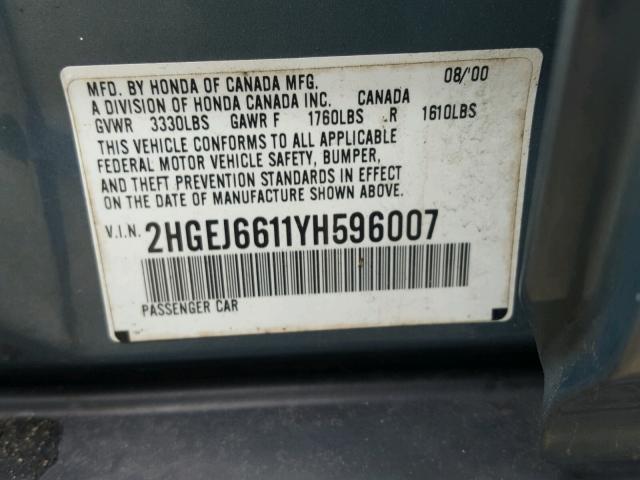 MFD. BY HONDA OF CANADA MFG. 08/'00
A DIVISION OF HONDA CANADA INC. CANADA
GVWR 3330LBS GAWR F 1760LBS R 1610LBS
THIS VEHICLE CONFORMS TO ALL APPLICABLE
FEDERAL MOTOR VEHICLE SAFETY, BUMPER,
AND THEFT PREVENTION STANDARDS IN EFFECT
ON THE DATE OF MANUFACTURE SHOWN ABOVE.
V.I.N. 2HGEJ6611YH596007
PASSENGER CAR